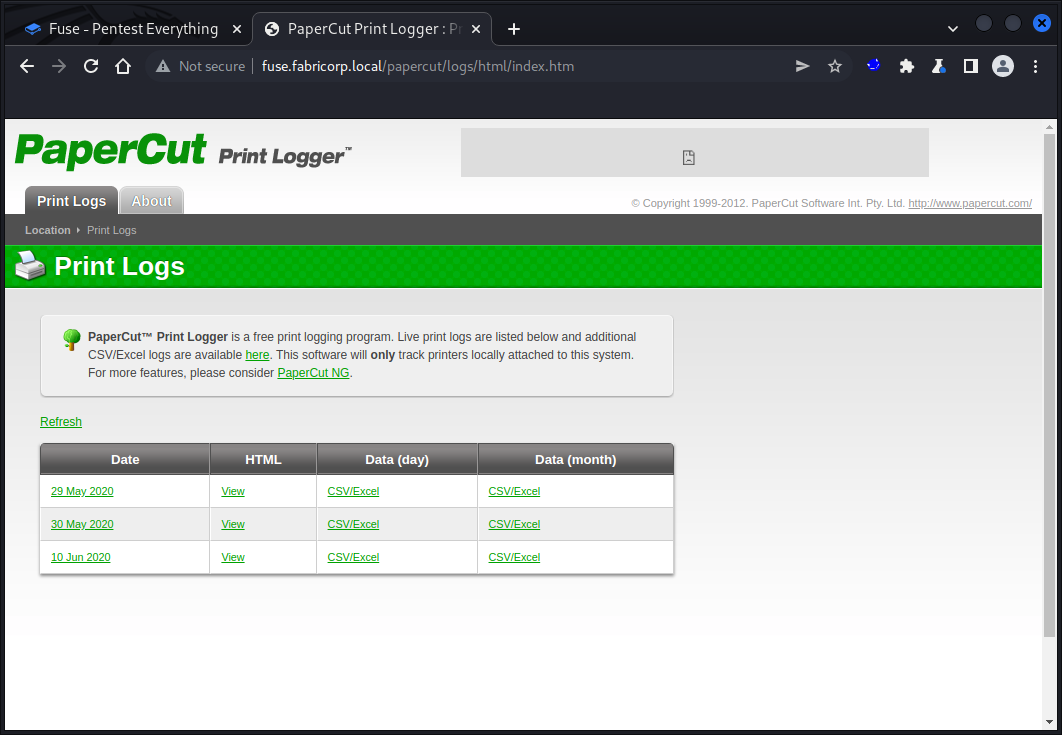 Fuse - Pentest Everything
PaperCut Print Logger : Pr
Not secure
fuse.fabricorp.local/papercut/logs/html/index.htm
PaperCut Print Logger™
Print Logs About
© Copyright 1999-2012. PaperCut Software Int. Pty. Ltd. http://www.papercut.com/
Location Print Logs
Print Logs
PaperCut™ Print Logger is a free print logging program. Live print logs are listed below and additional
CSV/Excel logs are available here. This software will only track printers locally attached to this system.
For more features, please consider PaperCut NG.
Refresh
Date HTML Data (day) Data (month)
29 May 2020 View CSV/Excel CSV/Excel
30 May 2020 View CSV/Excel CSV/Excel
10 Jun 2020 View CSV/Excel CSV/Excel